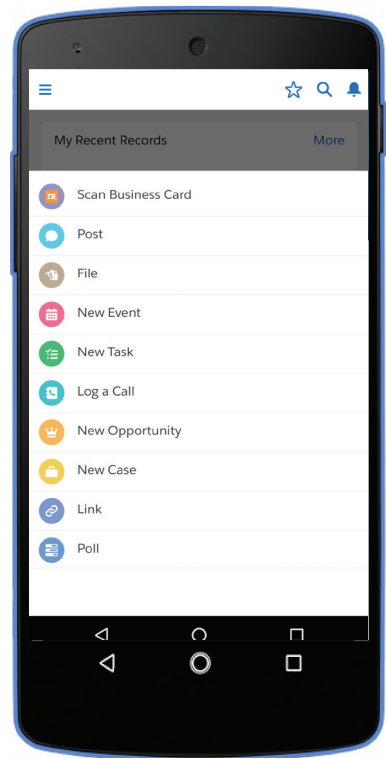 My Recent Records More
Scan Business Card
Post
File
New Event
New Task
Log a Call
New Opportunity
New Case
Link
Poll